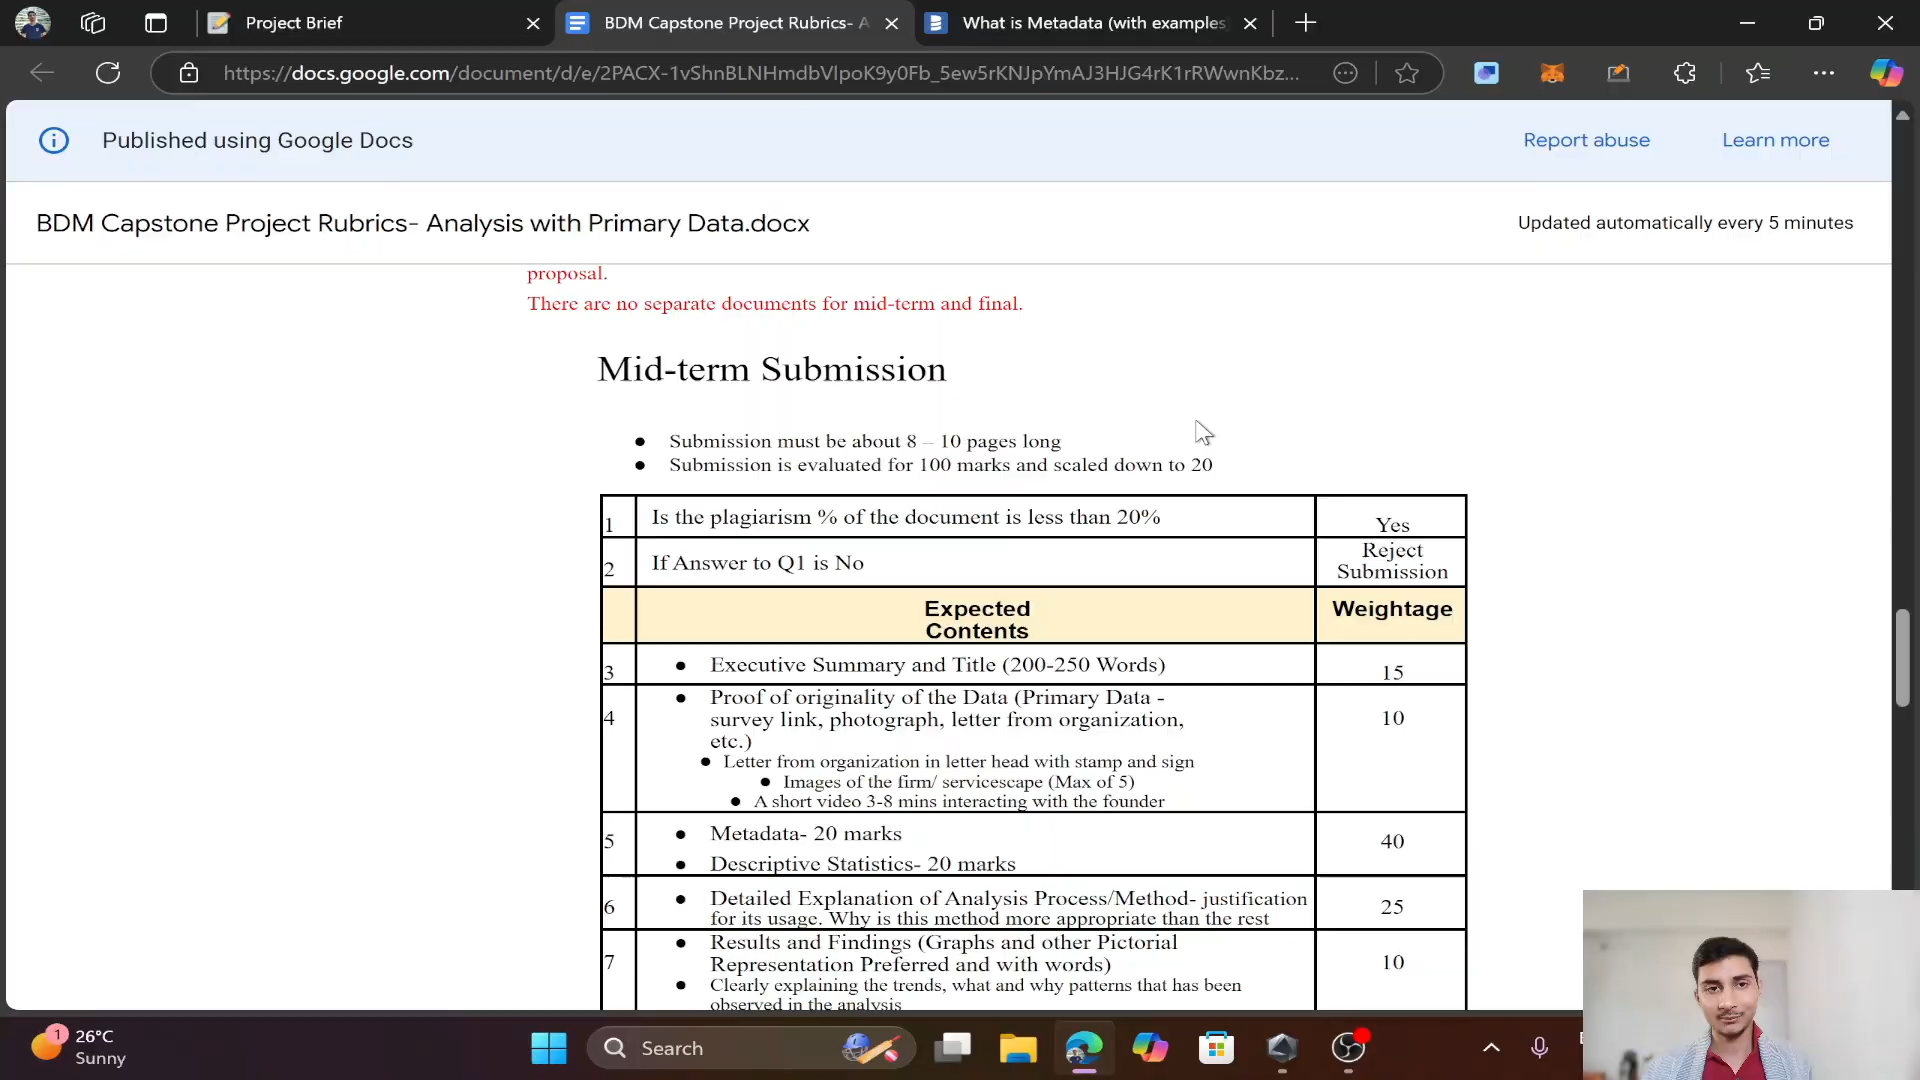 Project Brief
BDM Capstone Project Rubrics- A
What is Metadata (with examples
https://docs.google.com/document/d/e/2PACX-1vShnBLNHmdbVlpoK9y0Fb_5ew5rKNJpYmAJ3HJG4rK1rRWwnKbz...
Published using Google Docs
Report abuse
Learn more
BDM Capstone Project Rubrics- Analysis with Primary Data.docx
Updated automatically every 5 minutes
proposal.
There are no separate documents for mid-term and final.
Mid-term Submission
● Submission must be about 8 – 10 pages long
● Submission is evaluated for 100 marks and scaled down to 20
1 Is the plagiarism % of the document is less than 20% Yes
2 If Answer to Q1 is No Reject
Submission
Expected
Contents
Weightage
3 ● Executive Summary and Title (200-250 Words) 15
4 ● Proof of originality of the Data (Primary Data -
survey link, photograph, letter from organization,
etc.)
10
● Letter from organization in letter head with stamp and sign
● Images of the firm/ servicescape (Max of 5)
● A short video 3-8 mins interacting with the founder
5 ● Metadata- 20 marks
● Descriptive Statistics- 20 marks
40
6 ● Detailed Explanation of Analysis Process/Method- justification
for its usage. Why is this method more appropriate than the rest
25
7 ● Results and Findings (Graphs and other Pictorial
Representation Preferred and with words)
10
● Clearly explaining the trends, what and why patterns that has been
observed in the analysis
1
26°C
Sunny
Search